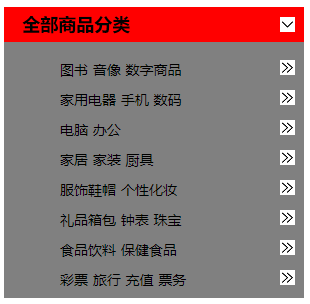 全部商品分类
图书 音像 数字商品
家用电器 手机 数码
电脑 办公
家居 家装 厨具
服饰鞋帽 个性化妆
礼品箱包 钟表 珠宝
食品饮料 保健食品
彩票 旅行 充值 票务